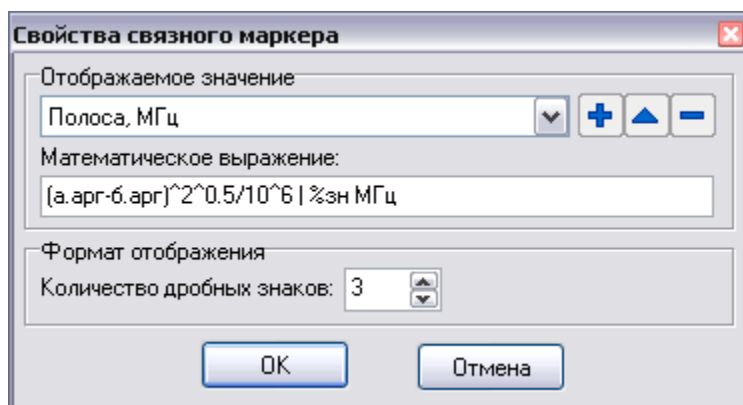 Свойства связного маркера
Отображаемое значение
Полоса, МГц
Математическое выражение:
(а.арг-б.арг)^2^0.5/10^6 | %зн МГц
Формат отображения
Количество дробных знаков: 3
ОК Отмена